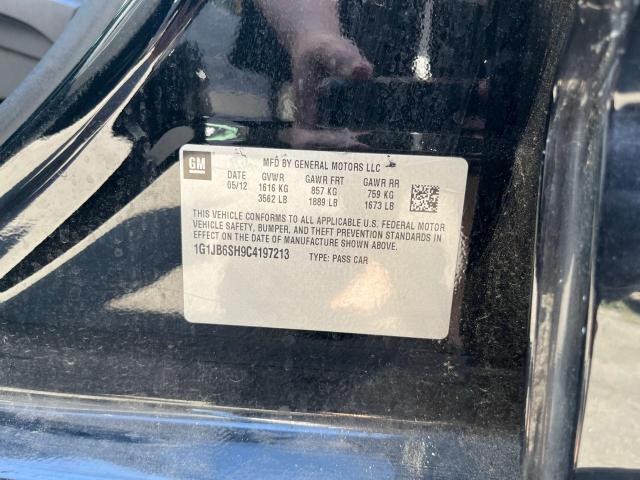 GM MFD BY GENERAL MOTORS LLC
DATE GVWR GAWR FRT GAWR RR
05/12 1616 KG 857 KG 759 KG
3562 LB 1889 LB 1673 LB
THIS VEHICLE CONFORMS TO ALL APPLICABLE U.S. FEDERAL MOTOR
VEHICLE SAFETY, BUMPER, AND THEFT PREVENTION STANDARDS IN
EFFECT ON THE DATE OF MANUFACTURE SHOWN ABOVE.
1G1JB6SH9C4197213 TYPE: PASS CAR